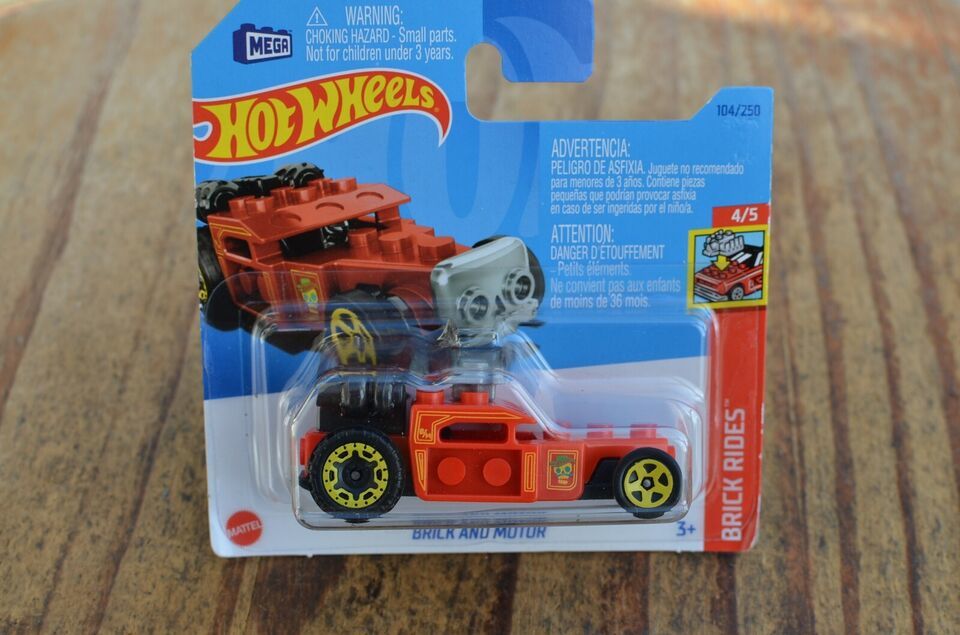 MEGA
WARNING:
CHOKING HAZARD - Small parts.
Not for children under 3 years.
HOT WHEELS
104/250
ADVERTENCIA:
PELIGRO DE ASFIXIA. Juguete no recomendado
para menores de 3 años. Contiene piezas
pequeñas que podrían provocar asfixia
en caso de ser ingeridas por el niño/a.
4/5
ATTENTION:
DANGER D'ÉTOUFFEMENT
- Petits éléments.
Ne convient pas aux enfants
de moins de 36 mois.
BRICK RIDES™
B/M
MATTEL
BRICK AND MOTOR
3+